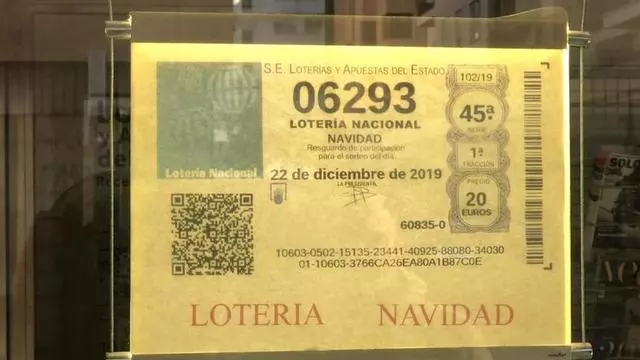 S.E. LOTERÍAS Y APUESTAS DEL ESTADO
102/19
06293
45ª
SERIE
LOTERÍA NACIONAL
NAVIDAD
Resguardo de participación
para el sorteo del día
1ª
FRACCIÓN
Lotería Nacional
22 de diciembre de 2019
LA PRESIDENTA,
PRECIO
20
EUROS
60835-0
10603-0502-15135-23441-40925-88080-34030
01-10603-3766CA26EA80A1B87C0E
LOTERIA NAVIDAD
SOLO